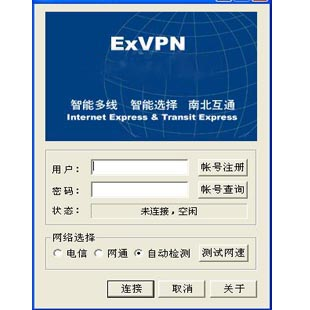 ExVPN
智能多线 智能选择 南北互通
Internet Express & Transit Express
用户： 帐号注册
密码： 帐号查询
状态： 未连接，空闲
网络选择
电信 网通 自动检测 测试网速
连接 取消 关于